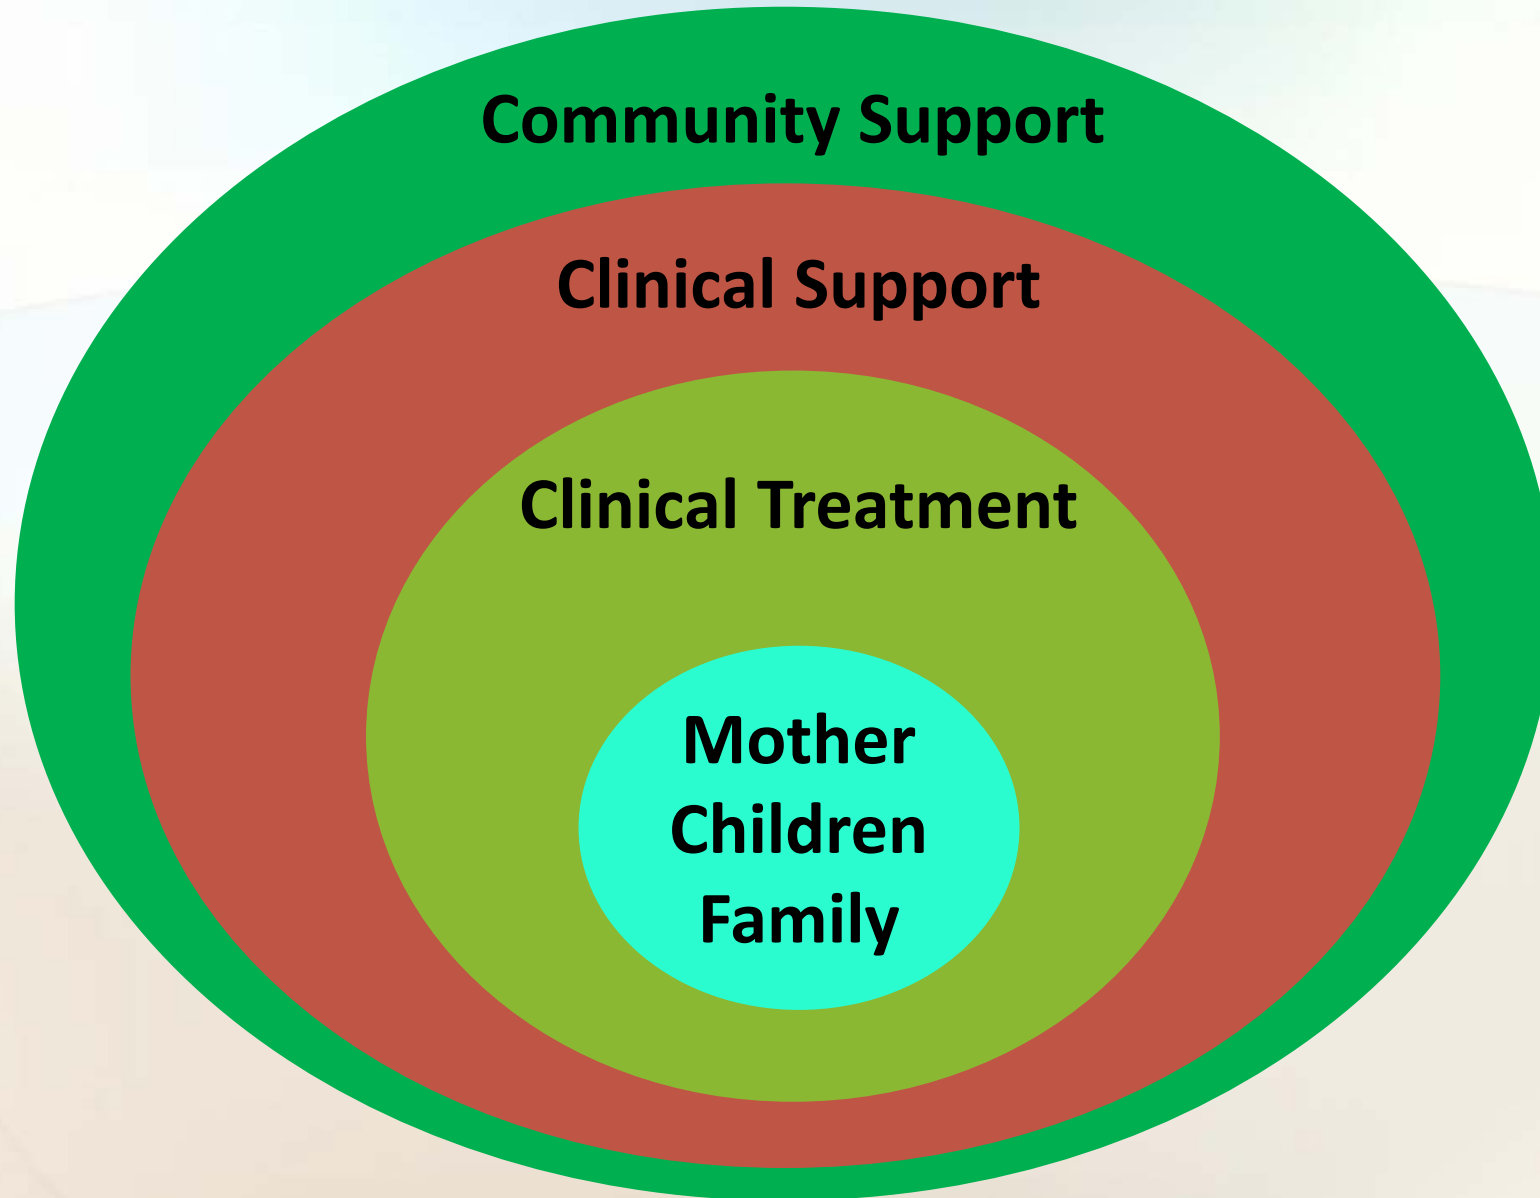 Community Support
Clinical Support
Clinical Treatment
Mother
Children
Family